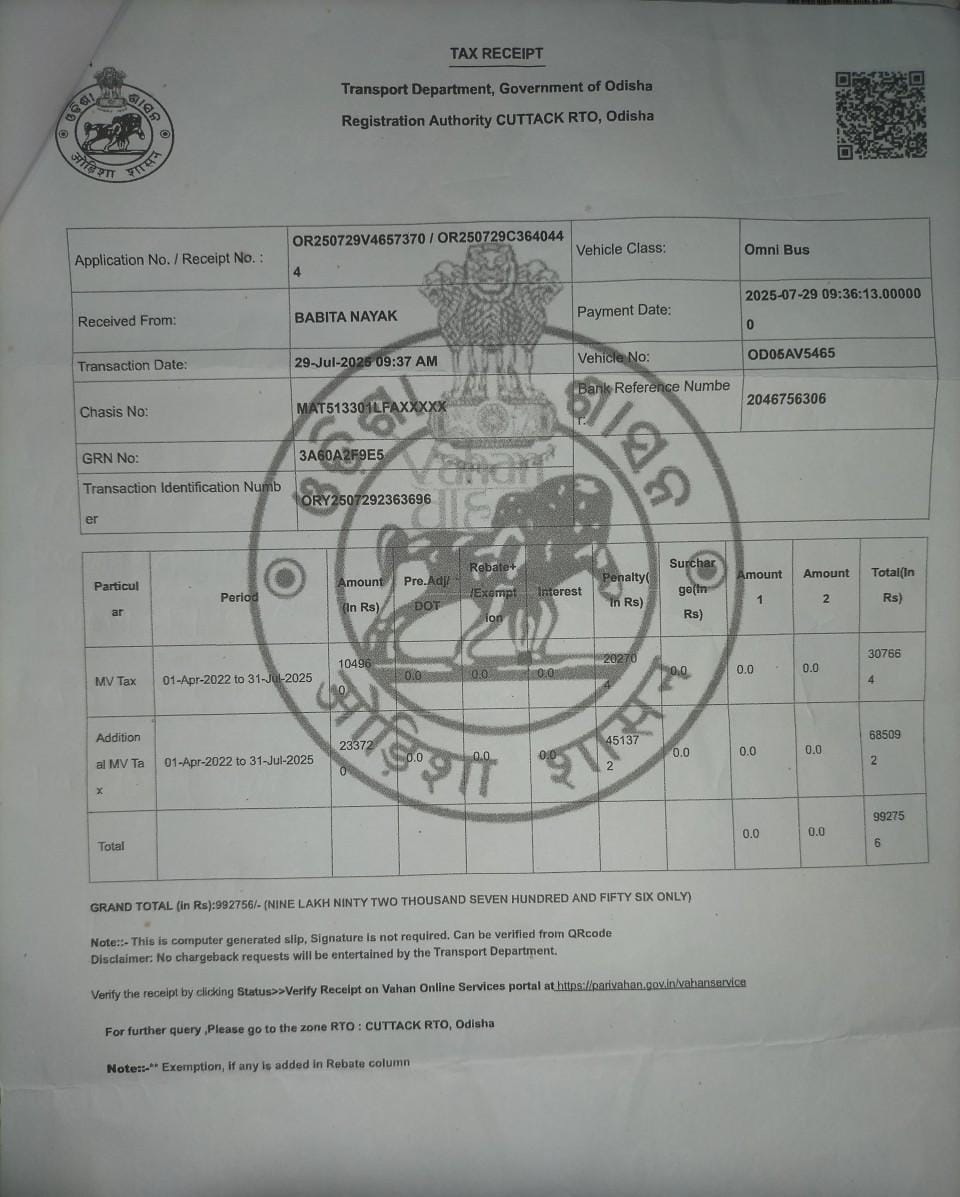 TAX RECEIPT
Transport Department, Government of Odisha
Registration Authority CUTTACK RTO, Odisha
ଓଡ଼ିଶା ଶାସନ
ओड़िशा शासन
Application No. / Receipt No. :
OR250729V4657370 / OR250729C364044
4
Vehicle Class:
Omni Bus
Received From:
BABITA NAYAK
Payment Date:
2025-07-29 09:36:13.00000
0
Transaction Date:
29-Jul-2025 09:37 AM
Vehicle No:
OD05AV5465
Chasis No:
MAT513301LFAXXXXX
Bank Reference Numbe
r:
2046756306
GRN No:
3A60A2F9E5
Transaction Identification Numb
er
ORY2507292363696
ଓଡ଼ିଶା ଶାସନ
Vahan
वाहन
ओड़िशा शासन
Particul
ar
Period
Amount
(In Rs)
Pre.Adj/
DOT
Rebate+
/Exempt
ion
Interest
Penalty(
In Rs)
Surchar
ge(In
Rs)
Amount
1
Amount
2
Total(In
Rs)
MV Tax
01-Apr-2022 to 31-Jul-2025
10496
0
0.0
0.0
0.0
20270
4
0.0
0.0
0.0
30766
4
Addition
al MV Ta
x
01-Apr-2022 to 31-Jul-2025
23372
0
0.0
0.0
0.0
45137
2
0.0
0.0
0.0
68509
2
Total
0.0
0.0
99275
6
GRAND TOTAL (in Rs):992756/- (NINE LAKH NINTY TWO THOUSAND SEVEN HUNDRED AND FIFTY SIX ONLY)
Note::- This is computer generated slip, Signature is not required. Can be verified from QRcode
Disclaimer: No chargeback requests will be entertained by the Transport Department.
Verify the receipt by clicking Status>>Verify Receipt on Vahan Online Services portal at https://parivahan.gov.in/vahanservice
For further query ,Please go to the zone RTO : CUTTACK RTO, Odisha
Note::-** Exemption, if any is added in Rebate column